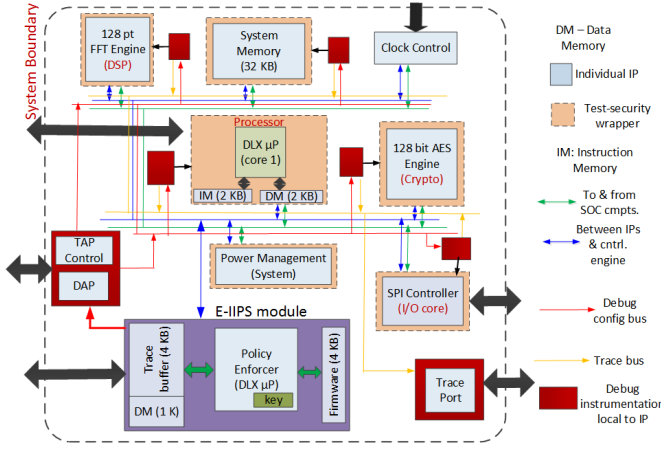 System Boundary
128 pt
FFT Engine
(DSP)
System
Memory
(32 KB)
Clock Control
Processor
DLX µP
(core 1)
IM (2 KB)
DM (2 KB)
128 bit AES
Engine
(Crypto)
TAP
Control
DAP
Power Management
(System)
SPI Controller
(I/O core)
E-IIPS module
Trace
buffer (4 KB)
DM (1 K)
Policy
Enforcer
(DLX µP)
key
Firmware (4 KB)
Trace
Port
DM – Data
Memory
Individual IP
Test-security
wrapper
IM: Instruction
Memory
To & from
SOC cmpts.
Between IPs
& cntrl.
engine
Debug
config bus
Trace bus
Debug
instrumentation
local to IP